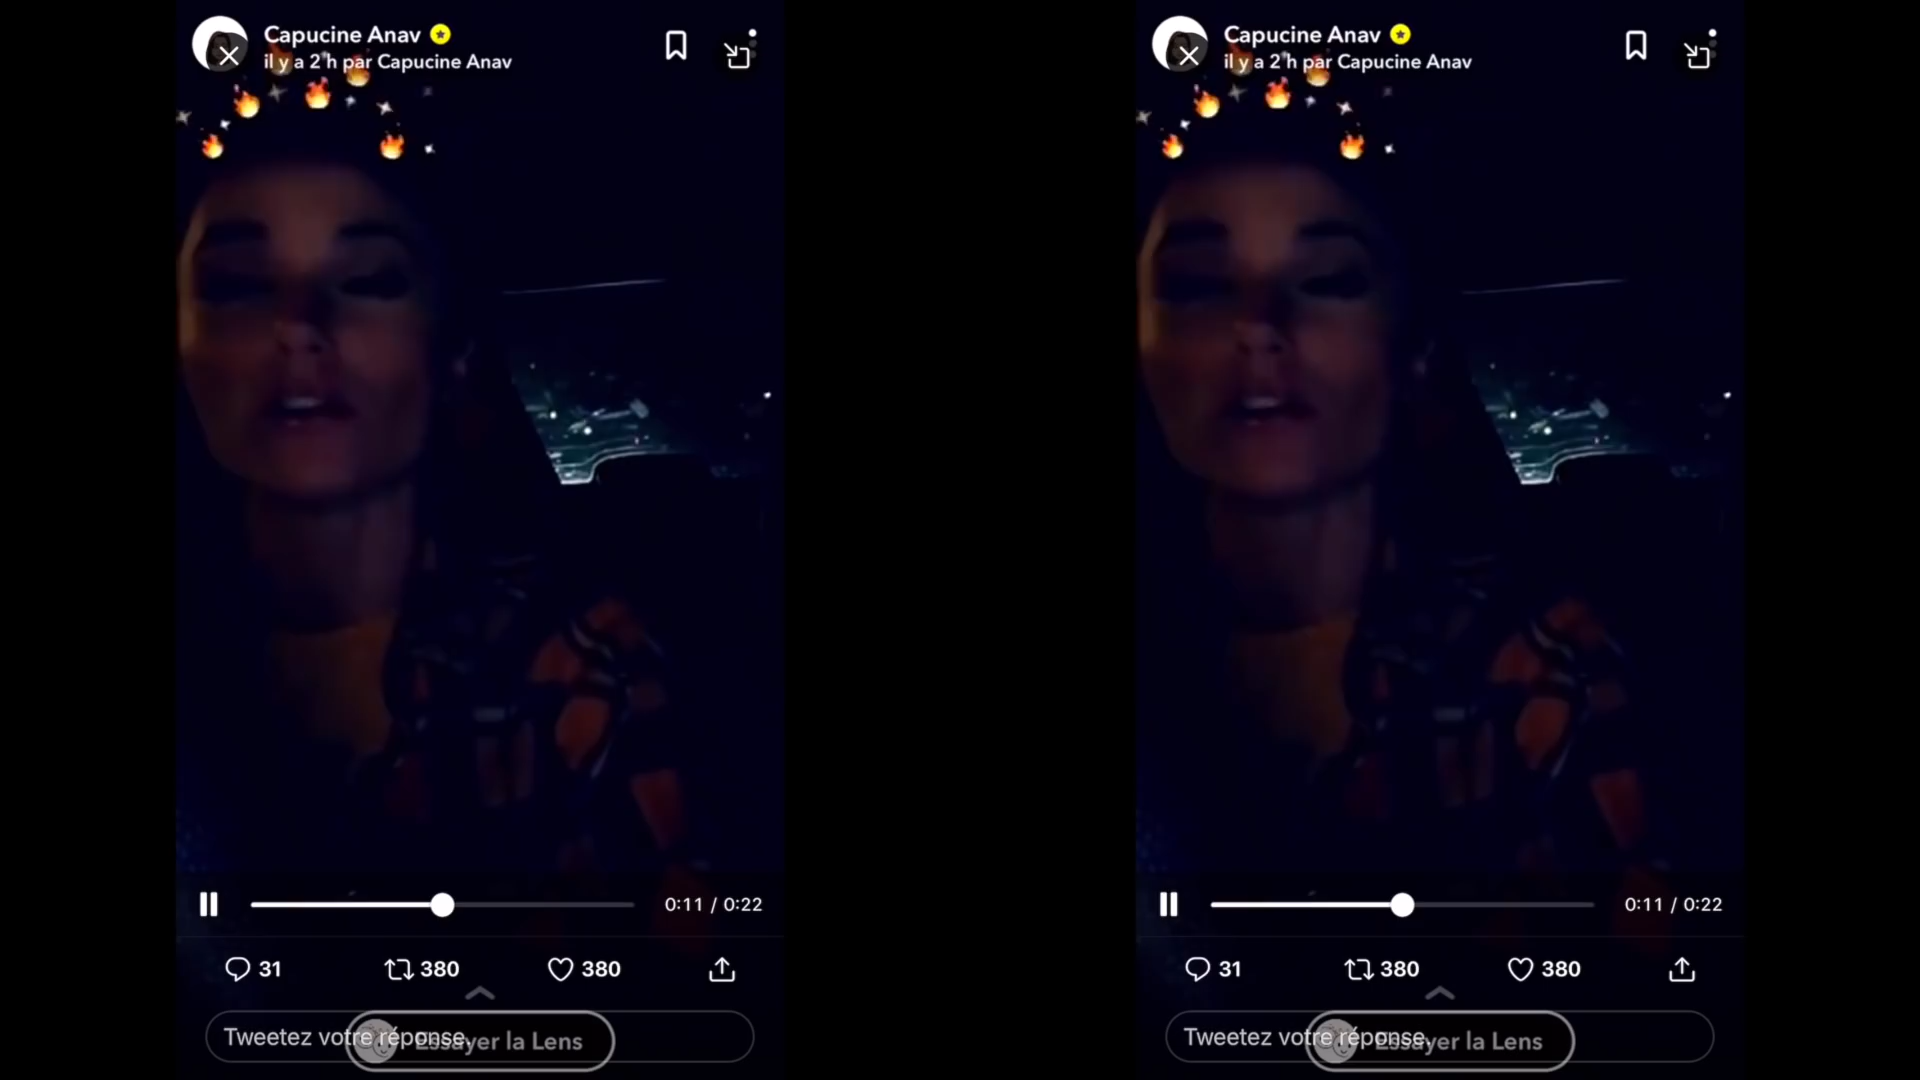 Capucine Anav
il y a 2 h par Capucine Anav
0:11 / 0:22
31
380
380
Tweetez votre réponse.
Essayer la Lens
Capucine Anav
il y a 2 h par Capucine Anav
0:11 / 0:22
31
380
380
Tweetez votre réponse.
Essayer la Lens